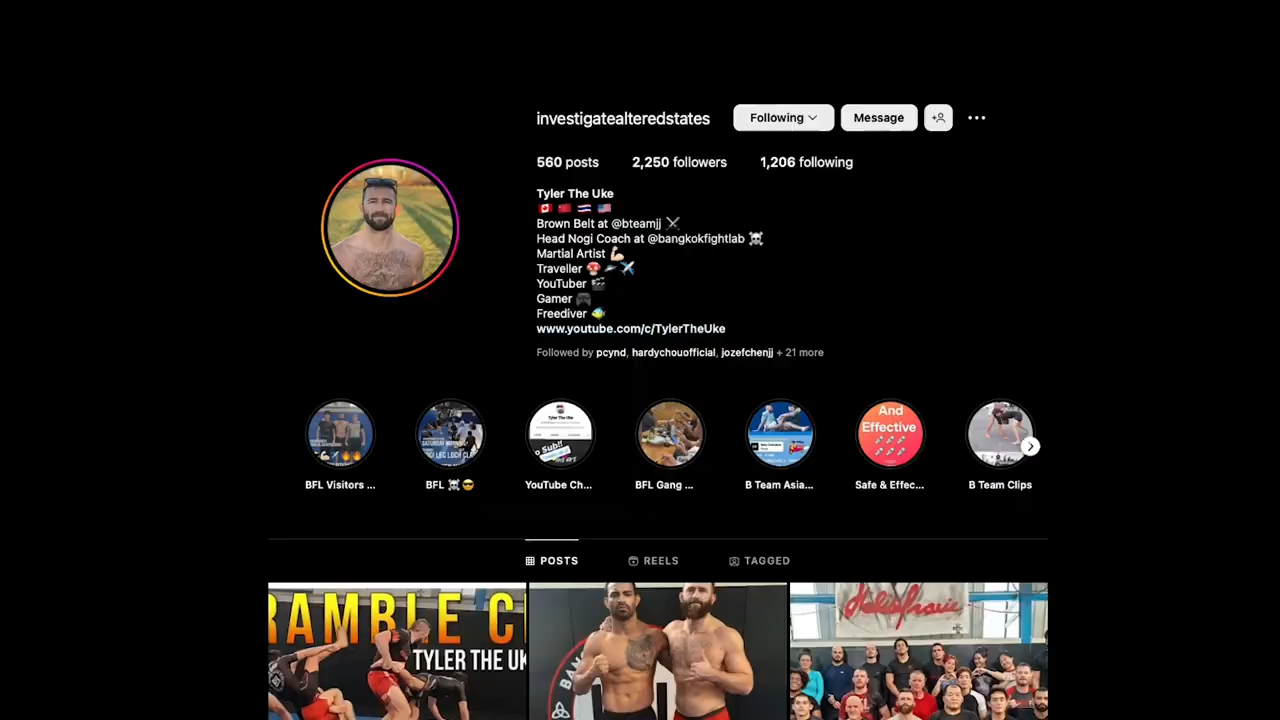 investigatealteredstates
Following
Message
560 posts
2,250 followers
1,206 following
Tyler The Uke
Brown Belt at @bteamjj
Head Nogi Coach at @bangkokfightlab
Martial Artist
Traveller
YouTuber
Gamer
Freediver
www.youtube.com/c/TylerTheUke
Followed by pcynd, hardychouofficial, jozefchenjj + 21 more
And
Effective
BFL Visitors ...
BFL
YouTube Ch...
BFL Gang ...
B Team Asia...
Safe & Effec...
B Team Clips
POSTS
REELS
TAGGED
RAMBLE C
TYLER THE UK